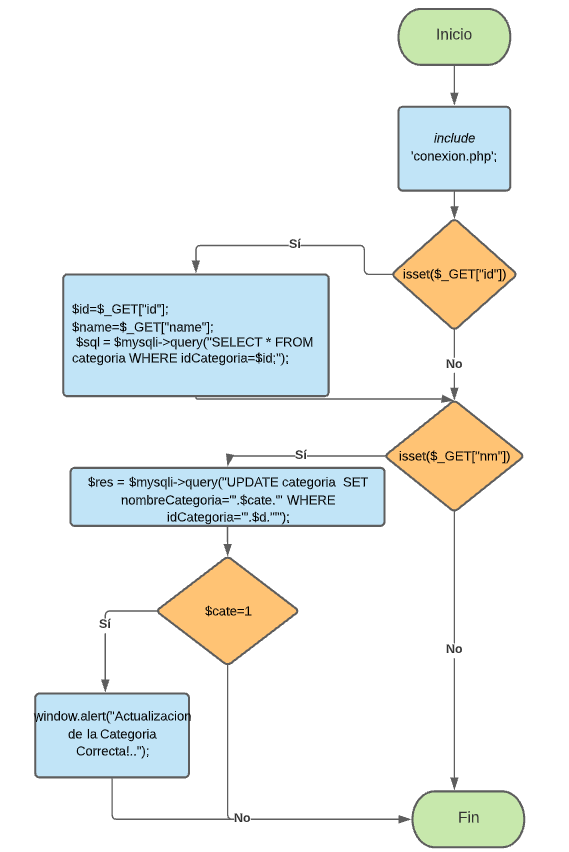 Inicio
include
'conexion.php';
isset($_GET["id"])
Sí
$id=$_GET["id"];
$name=$_GET["name"];
$sql = $mysqli->query("SELECT * FROM
categoria WHERE idCategoria=$id;");
No
isset($_GET["nm"])
Sí
$res = $mysqli->query("UPDATE categoria  SET
nombreCategoria='".$cate."' WHERE
idCategoria='".$d."'");
$cate=1
Sí
No
window.alert("Actualizacion
de la Categoria
Correcta!..");
No
Fin